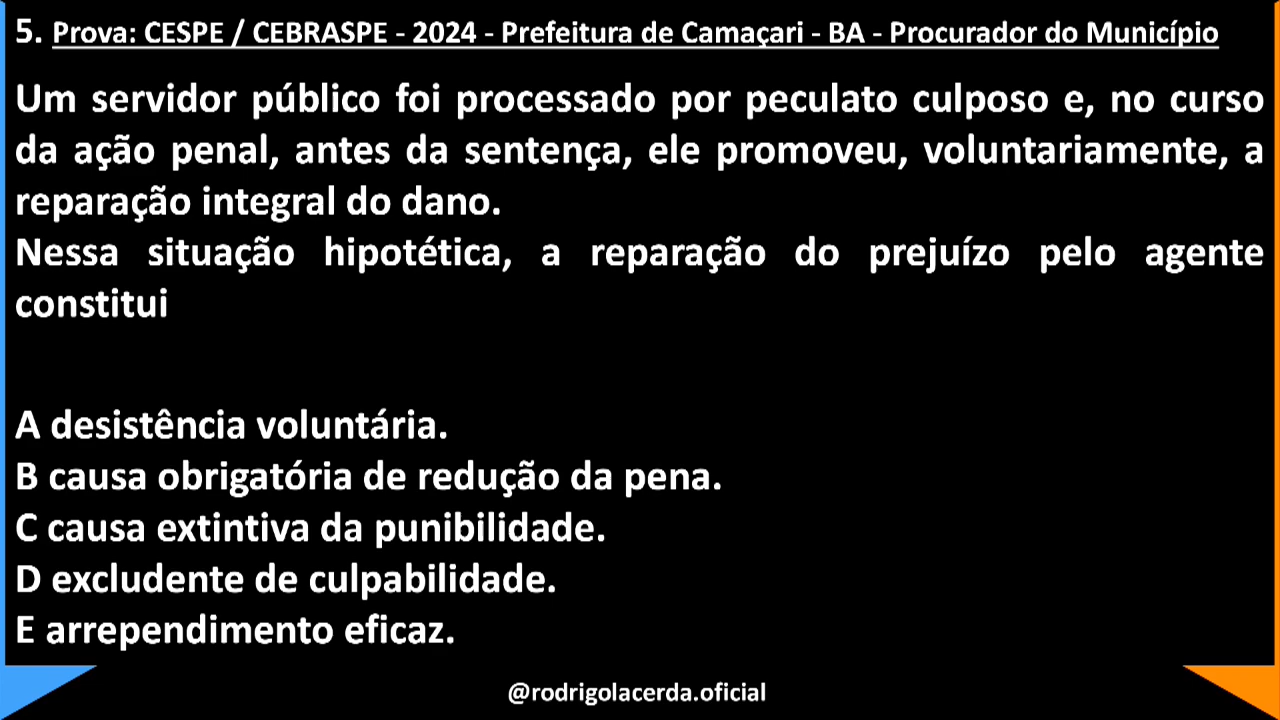 5. Prova: CESPE / CEBRASPE - 2024 - Prefeitura de Camaçari - BA - Procurador do Município
Um servidor público foi processado por peculato culposo e, no curso
da ação penal, antes da sentença, ele promoveu, voluntariamente, a
reparação integral do dano.
Nessa situação hipotética, a reparação do prejuízo pelo agente
constitui
A desistência voluntária.
B causa obrigatória de redução da pena.
C causa extintiva da punibilidade.
D excludente de culpabilidade.
E arrependimento eficaz.
@rodrigolacerda.oficial